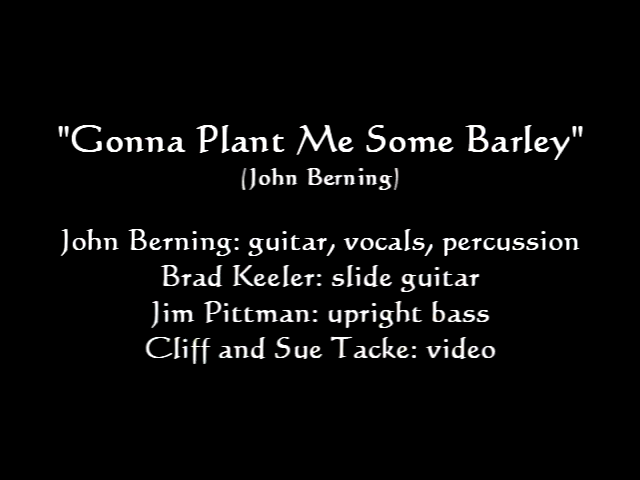 "Gonna Plant Me Some Barley"
(John Berning)
John Berning: guitar, vocals, percussion
Brad Keeler: slide guitar
Jim Pittman: upright bass
Cliff and Sue Tacke: video